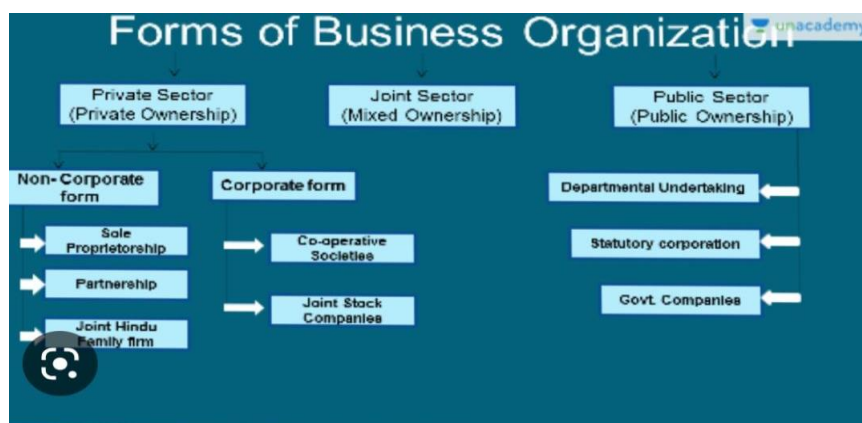 Forms of Business Organization
unacademy
Private Sector
(Private Ownership)
Joint Sector
(Mixed Ownership)
Public Sector
(Public Ownership)
Non-Corporate
form
Corporate form
Sole
Proprietorship
Partnership
Joint Hindu
Family firm
Co-operative
Societies
Joint Stock
Companies
Departmental Undertaking
Statutory corporation
Govt. Companies